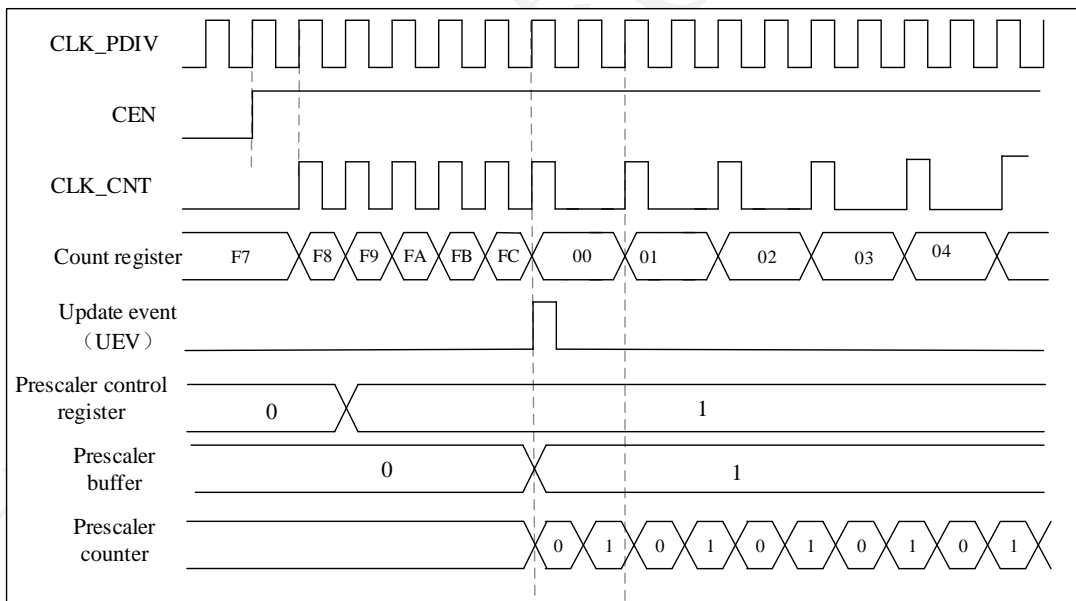 CLK_PDIV
CEN
CLK_CNT
Count register F7 F8 F9 FA FB FC 00 01 02 03 04
Update event
（UEV）
Prescaler control
register 0 1
Prescaler
buffer 0 1
Prescaler
counter 0 1 0 1 0 1 0 1 0 1